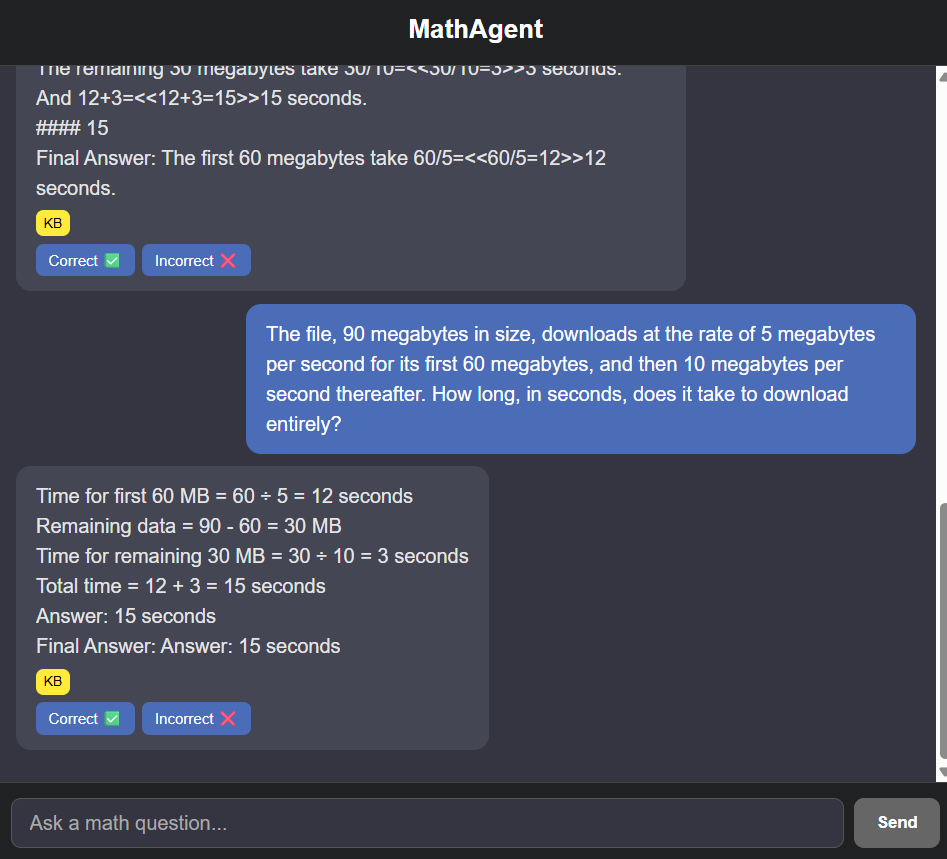 MathAgent
The remaining 30 megabytes take 30/10=<<30/10=3>>3 seconds.
And 12+3=<<12+3=15>>15 seconds.
#### 15
Final Answer: The first 60 megabytes take 60/5=<<60/5=12>>12
seconds.
KB
Correct ✅ Incorrect ❌
The file, 90 megabytes in size, downloads at the rate of 5 megabytes
per second for its first 60 megabytes, and then 10 megabytes per
second thereafter. How long, in seconds, does it take to download
entirely?
Time for first 60 MB = 60 ÷ 5 = 12 seconds
Remaining data = 90 - 60 = 30 MB
Time for remaining 30 MB = 30 ÷ 10 = 3 seconds
Total time = 12 + 3 = 15 seconds
Answer: 15 seconds
Final Answer: Answer: 15 seconds
KB
Correct ✅ Incorrect ❌
Ask a math question...
Send